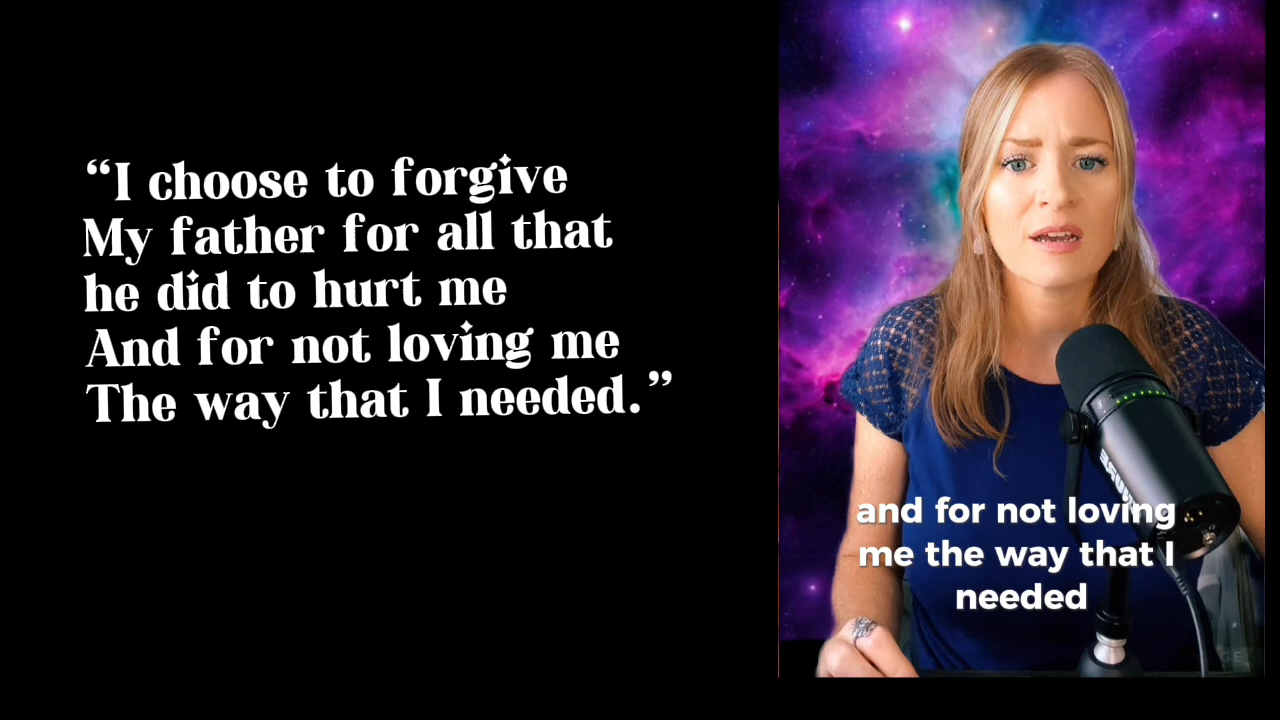 “I choose to forgive
My father for all that
he did to hurt me
And for not loving me
The way that I needed.”
and for not loving
me the way that I
needed